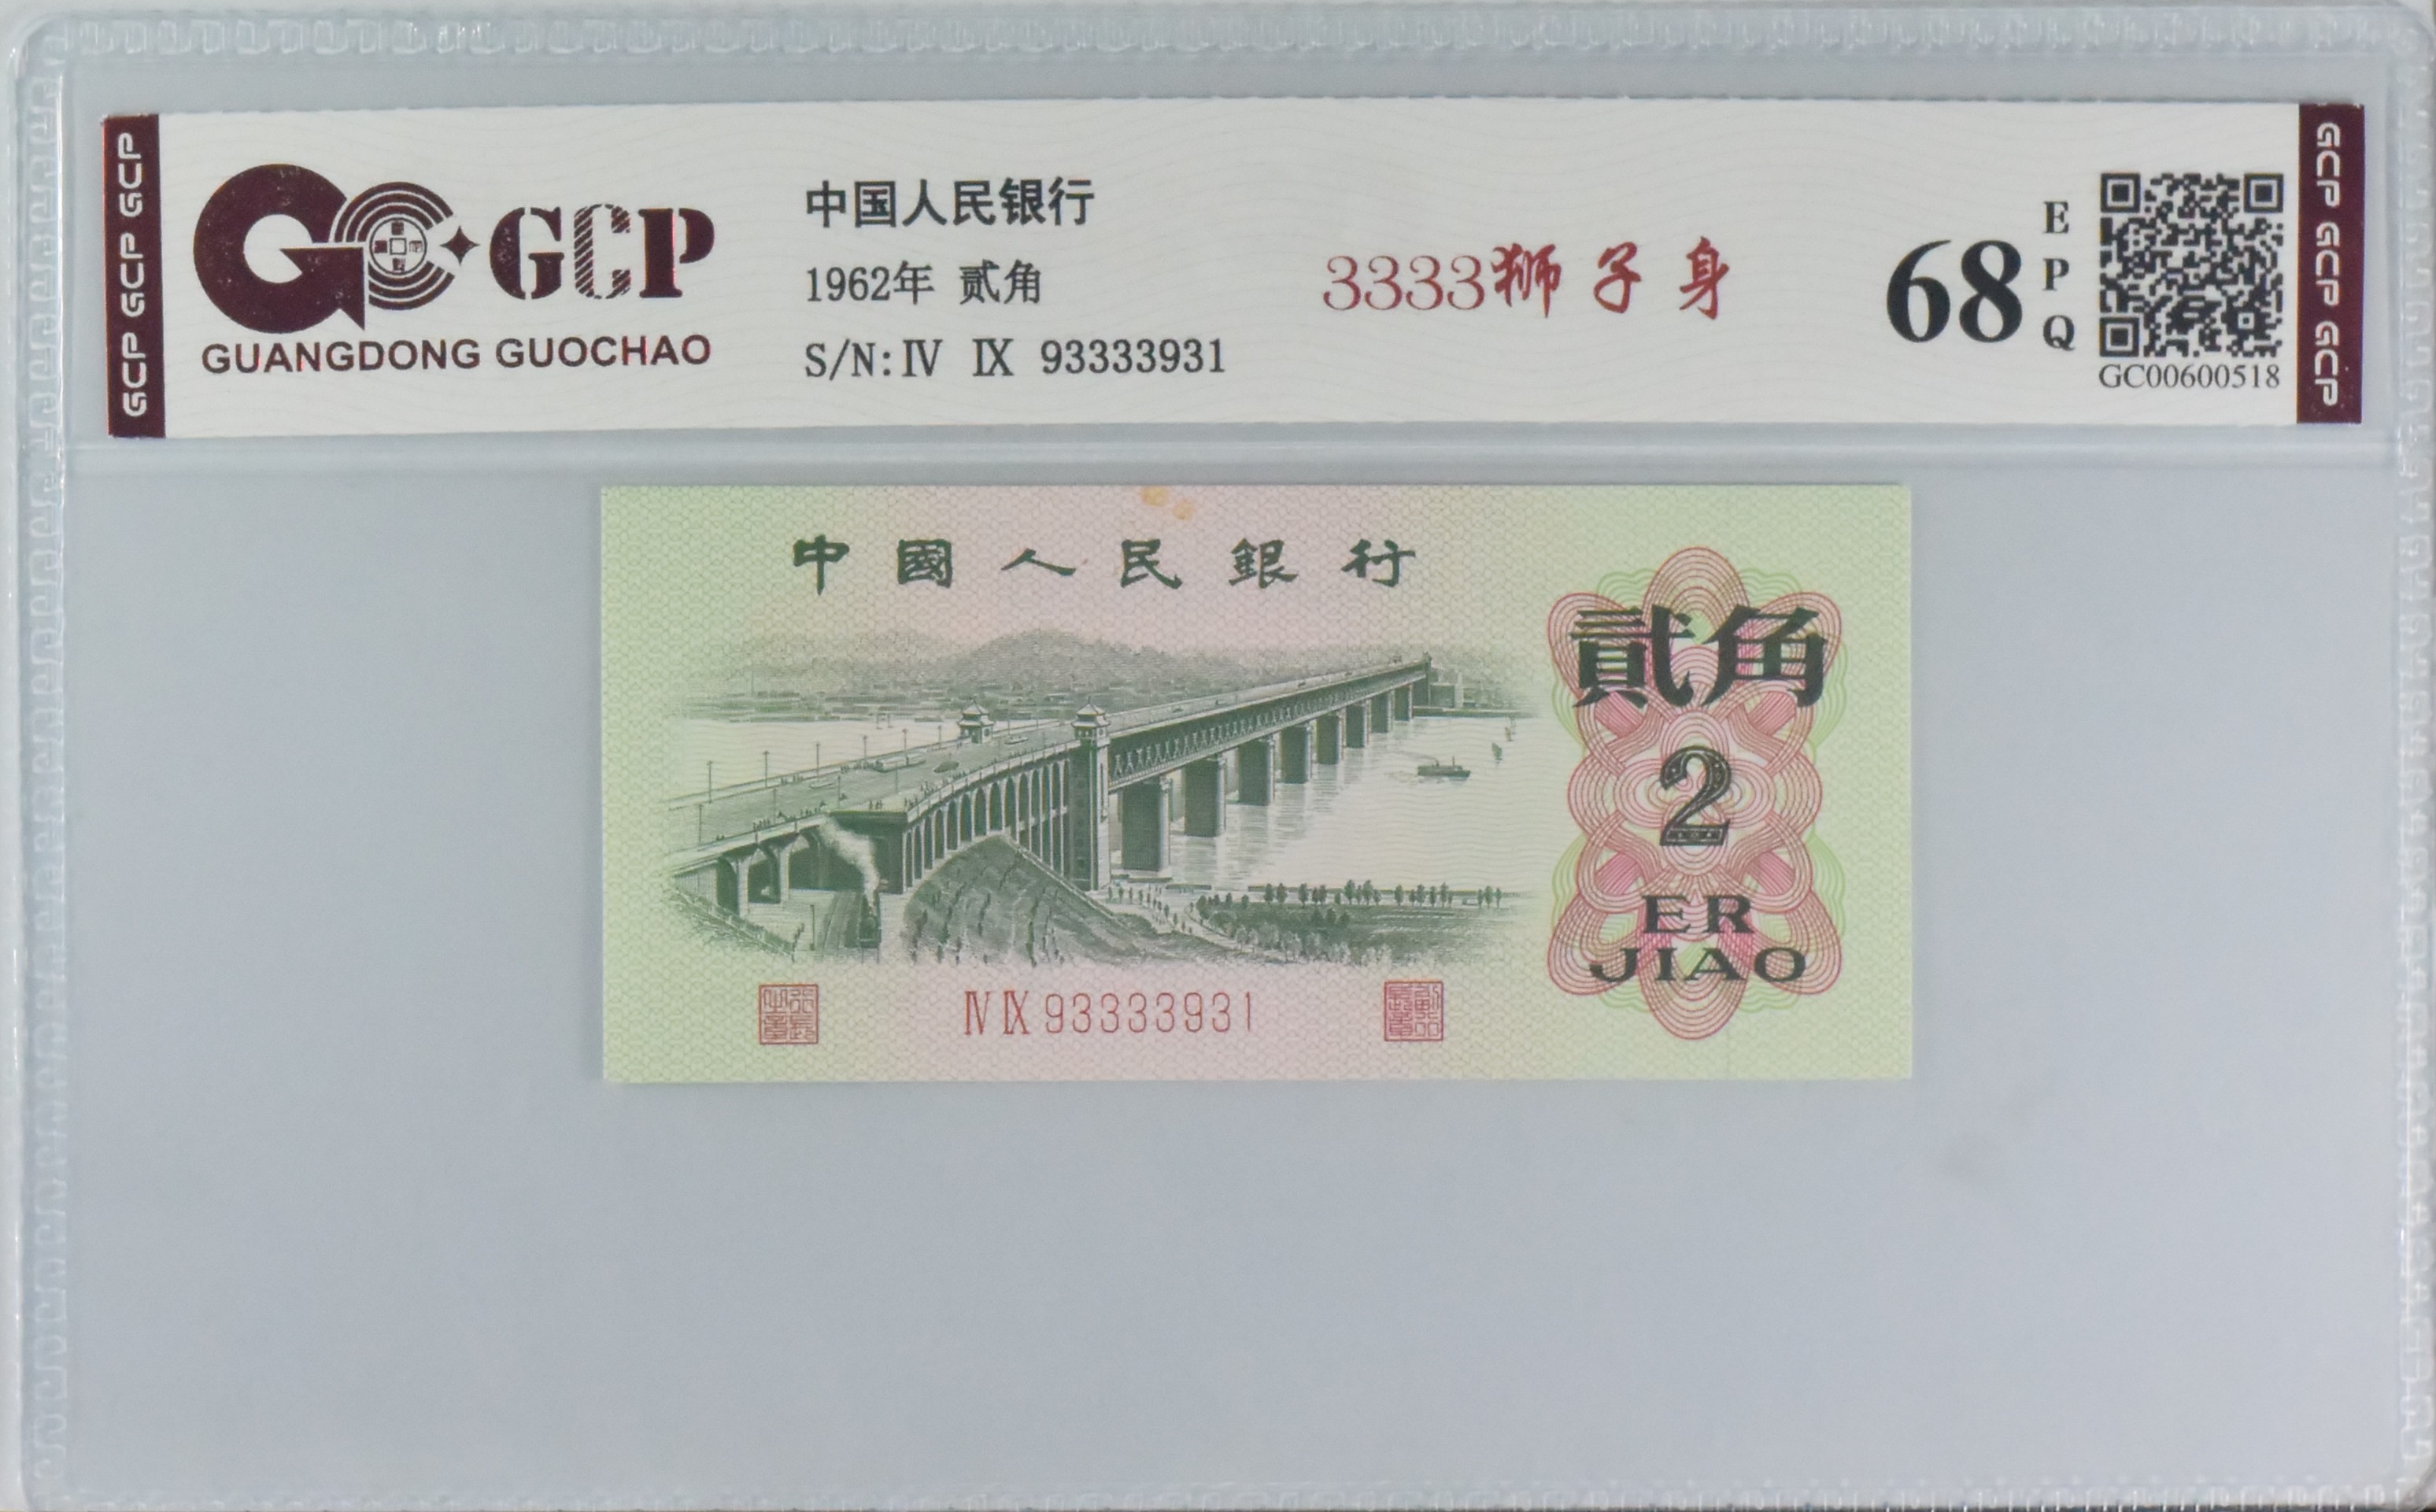 GCP GCP GCP
GCP
GUANGDONG GUOCHAO
中国人民银行
1962年 贰角
S/N:Ⅳ Ⅸ 93333931
3333狮子身
68
EPQ
GC00600518
GCP GCP GCP
中國人民銀行
貳角
2
ER
JIAO
Ⅳ Ⅸ 93333931